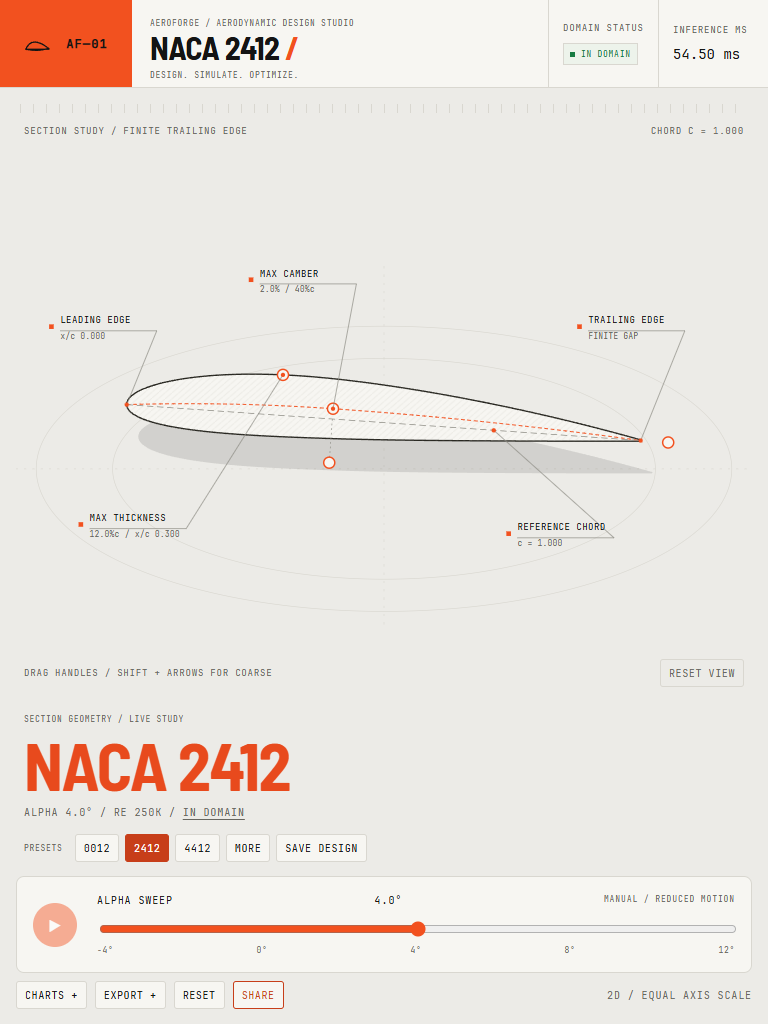 AF—01
AEROFORGE / AERODYNAMIC DESIGN STUDIO
NACA 2412 /
DESIGN. SIMULATE. OPTIMIZE.
DOMAIN STATUS
IN DOMAIN
INFERENCE MS
54.50 ms
SECTION STUDY / FINITE TRAILING EDGE
CHORD C = 1.000
MAX CAMBER
2.0% / 40%c
LEADING EDGE
x/c 0.000
TRAILING EDGE
FINITE GAP
MAX THICKNESS
12.0%c / x/c 0.300
REFERENCE CHORD
c = 1.000
DRAG HANDLES / SHIFT + ARROWS FOR COARSE
RESET VIEW
SECTION GEOMETRY / LIVE STUDY
NACA 2412
ALPHA 4.0° / RE 250K / IN DOMAIN
PRESETS 0012 2412 4412 MORE SAVE DESIGN
ALPHA SWEEP 4.0° MANUAL / REDUCED MOTION
-4° 0° 4° 8° 12°
CHARTS + EXPORT + RESET SHARE 2D / EQUAL AXIS SCALE